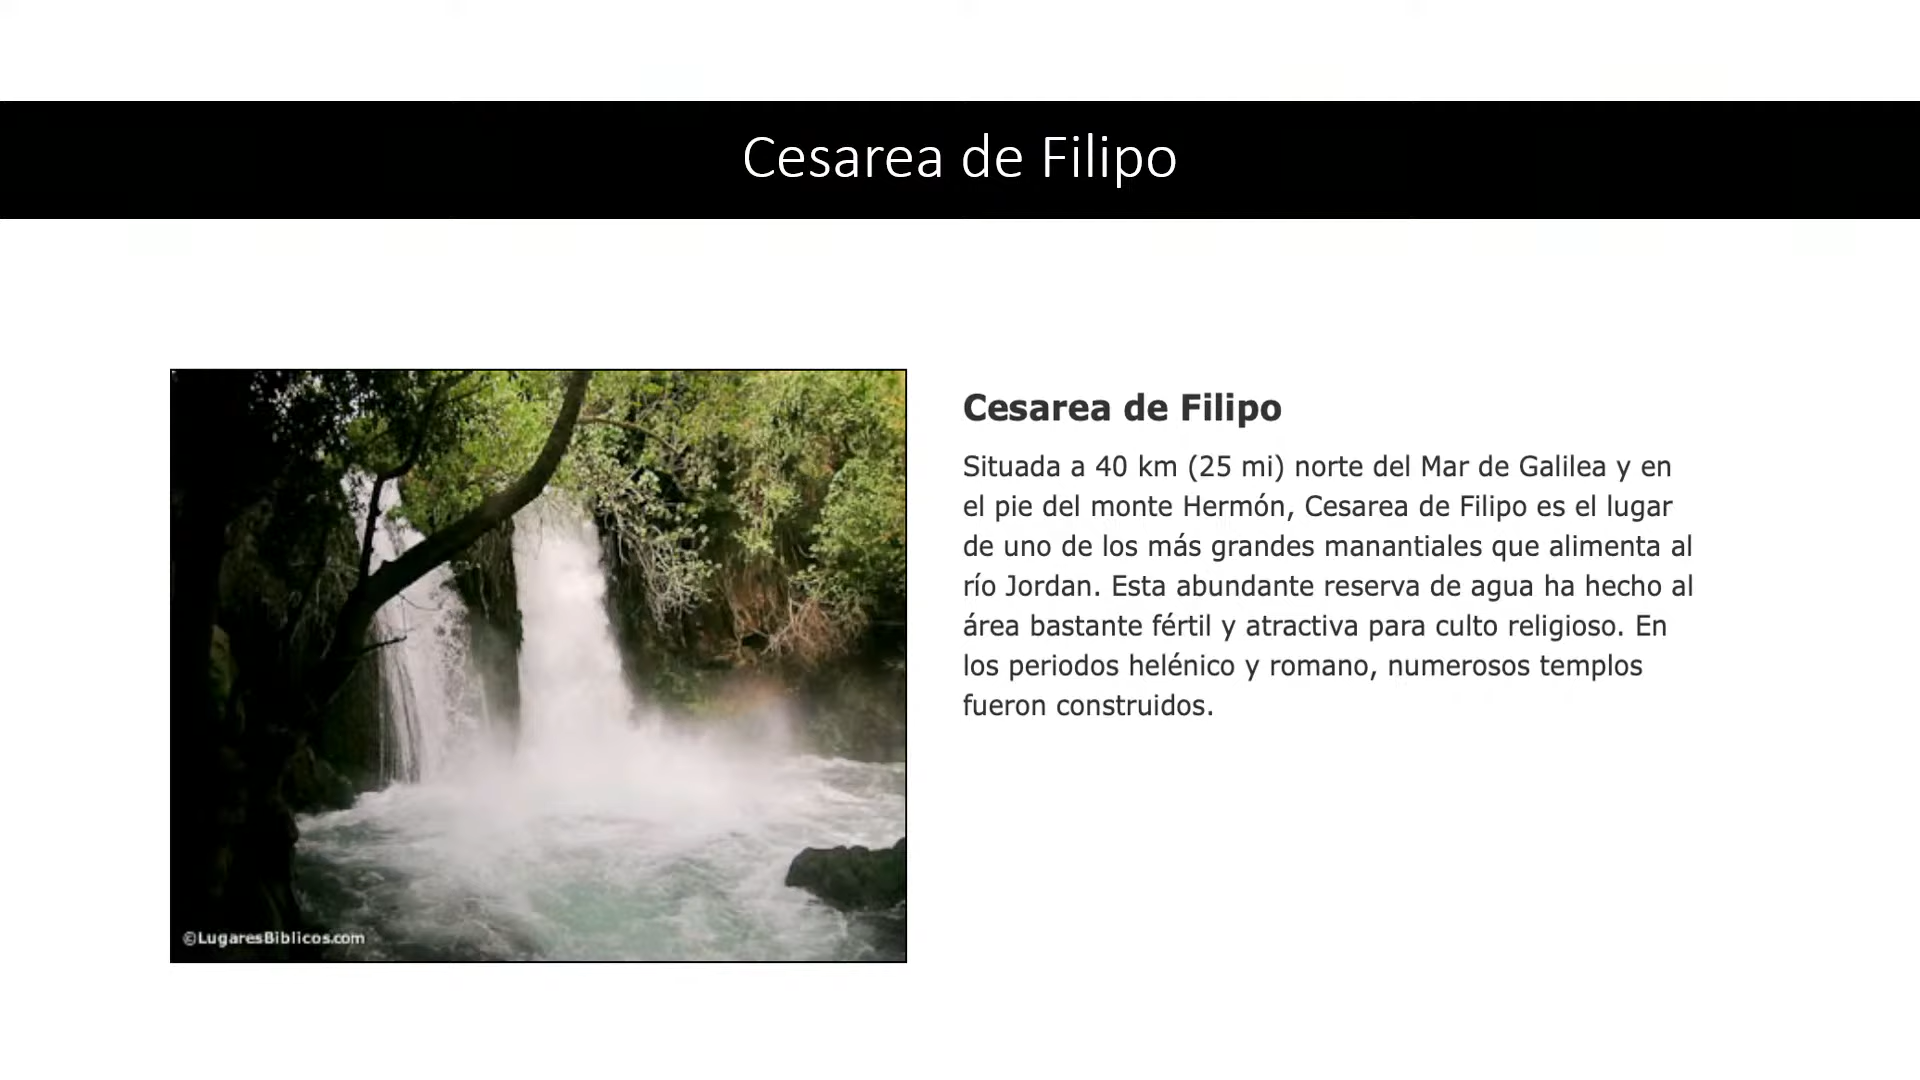 Cesarea de Filipo
Cesarea de Filipo
Situada a 40 km (25 mi) norte del Mar de Galilea y en
el pie del monte Hermón, Cesarea de Filipo es el lugar
de uno de los más grandes manantiales que alimenta al
río Jordan. Esta abundante reserva de agua ha hecho al
área bastante fértil y atractiva para culto religioso. En
los periodos helénico y romano, numerosos templos
fueron construidos.
©LugaresBiblicos.com